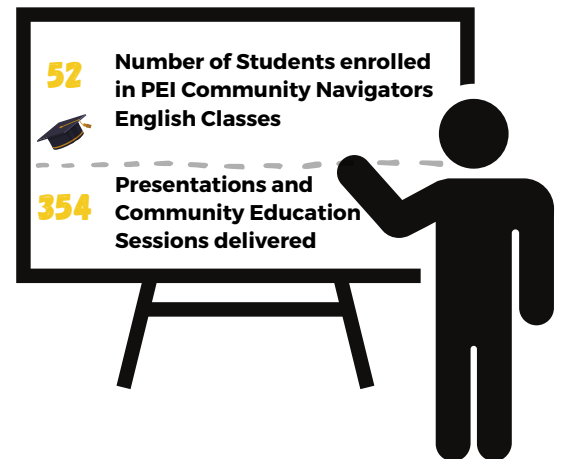 52
Number of Students enrolled
in PEI Community Navigators
English Classes
354
Presentations and
Community Education
Sessions delivered